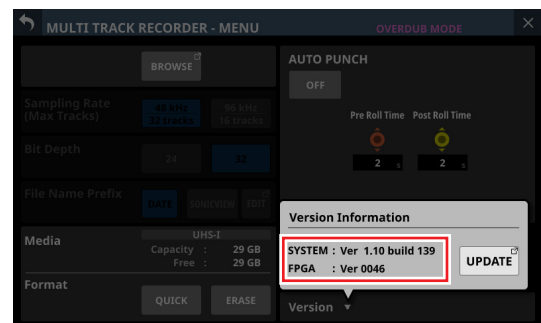 MULTI TRACK RECORDER - MENU
OVERDUB MODE
BROWSE
AUTO PUNCH
OFF
Sampling Rate
(Max Tracks)
48 kHz
32 tracks
96 kHz
16 tracks
Pre Roll Time Post Roll Time
2 s 2 s
Bit Depth
24 32
File Name Prefix
DATE SONICVIEW EDIT
Media
UHS-I
Capacity : 29 GB
Free : 29 GB
Format
QUICK ERASE
Version Information
SYSTEM : Ver 1.10 build 139
FPGA : Ver 0046
UPDATE
Version